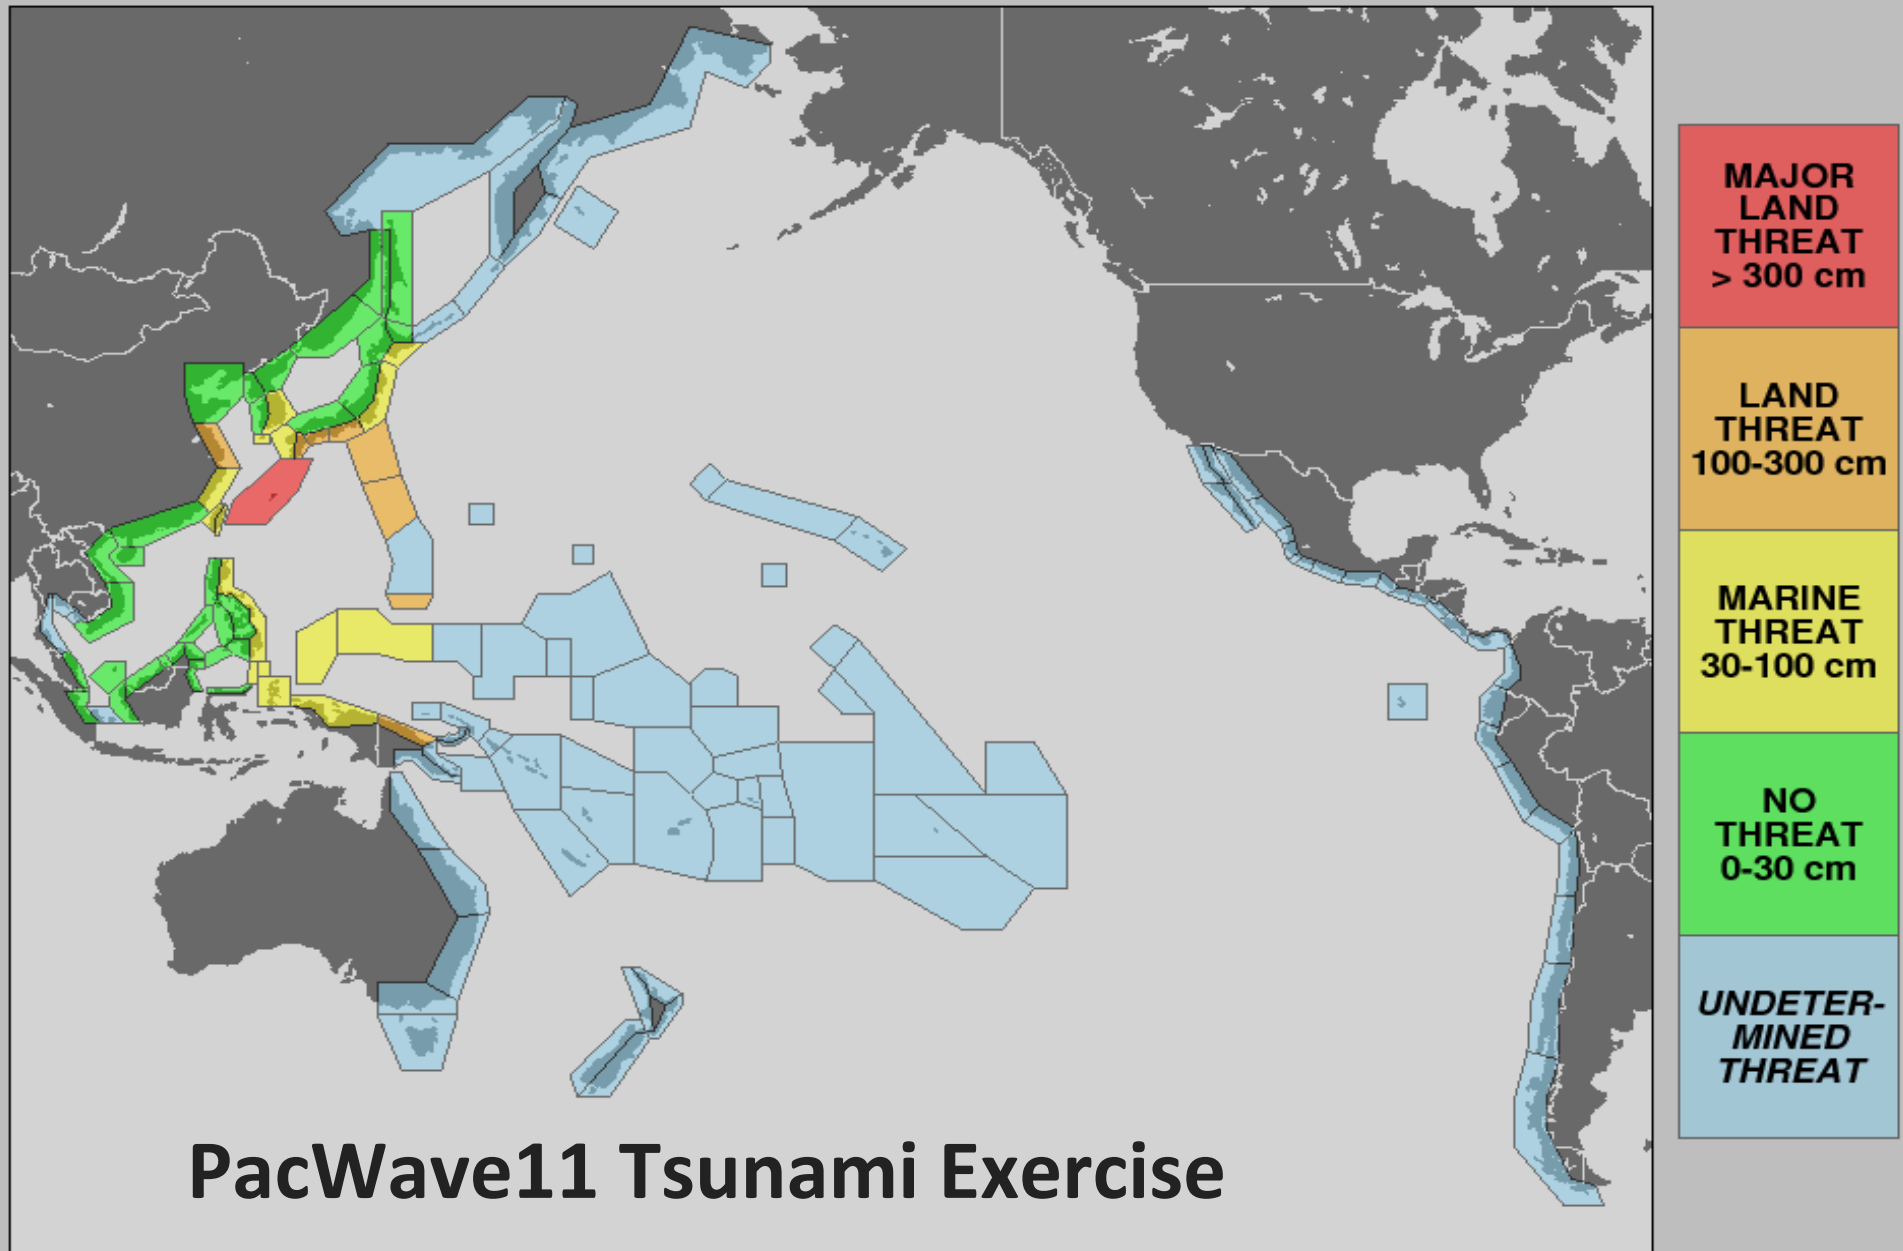 MAJOR
LAND
THREAT
> 300 cm
LAND
THREAT
100-300 cm
MARINE
THREAT
30-100 cm
NO
THREAT
0-30 cm
UNDETER-
MINED
THREAT
PacWave11 Tsunami Exercise